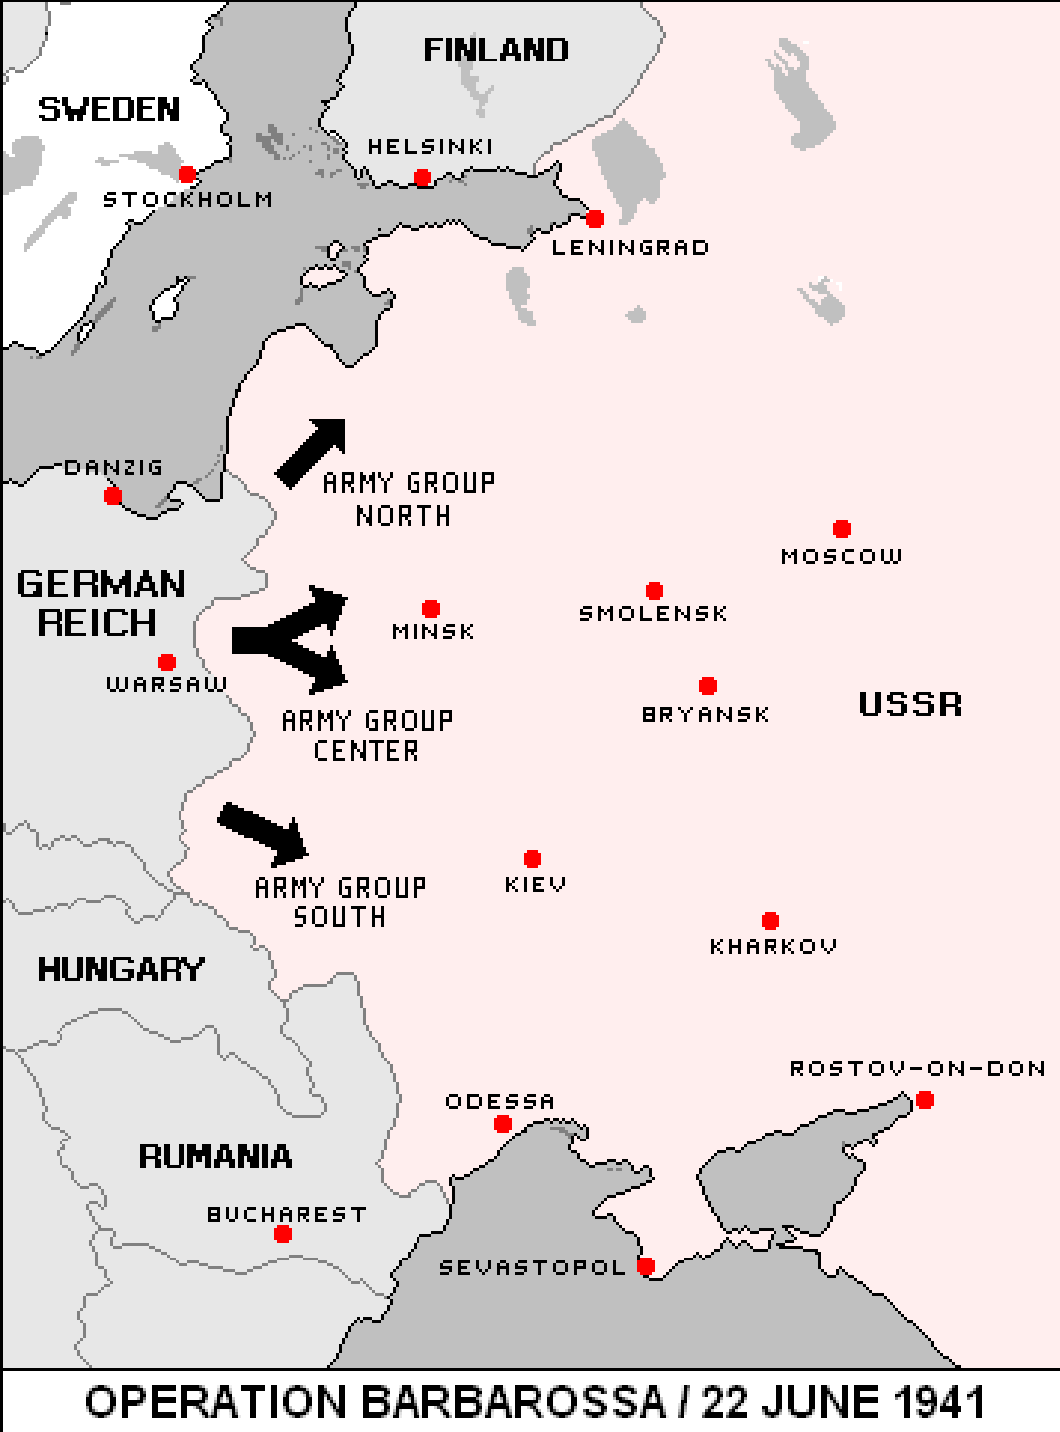 FINLAND
SWEDEN
HELSINKI
STOCKHOLM
LENINGRAD
DANZIG
ARMY GROUP
NORTH
MOSCOW
GERMAN
REICH
SMOLENSK
MINSK
WARSAW
USSR
BRYANSK
ARMY GROUP
CENTER
KIEV
ARMY GROUP
SOUTH
KHARKOV
HUNGARY
ROSTOV-ON-DON
ODESSA
RUMANIA
BUCHAREST
SEVASTOPOL
OPERATION BARBAROSSA / 22 JUNE 1941